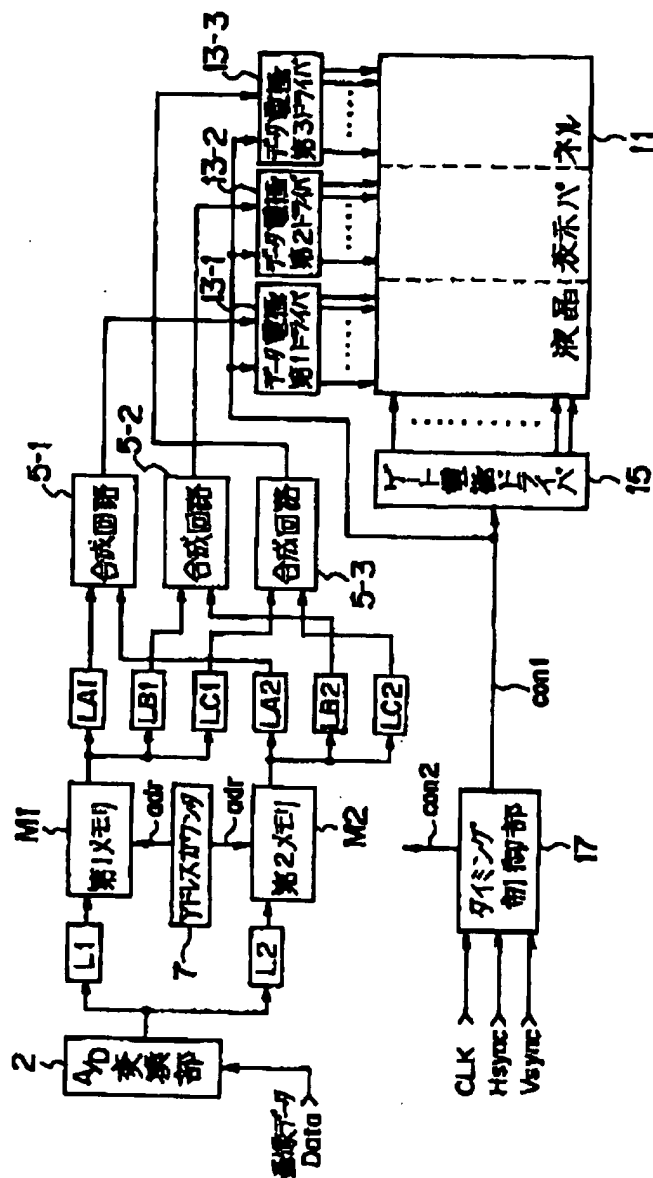 画像データ
Data
2
A/D
変換部
L1
L2
M1
第1メモリ
adr
7
アドレスカウンタ
adr
第2メモリ
M2
LA1
LB1
LC1
LA2
LB2
LC2
5-1
合成回路
5-2
合成回路
合成回路
5-3
13-1
データ電極
第1ドライバ
13-2
データ電極
第2ドライバ
13-3
データ電極
第3ドライバ
液晶表示パネル
11
ゲート電極ドライバ
15
CLK
Hsync
Vsync
タイミング
制御部
17
con2
con1